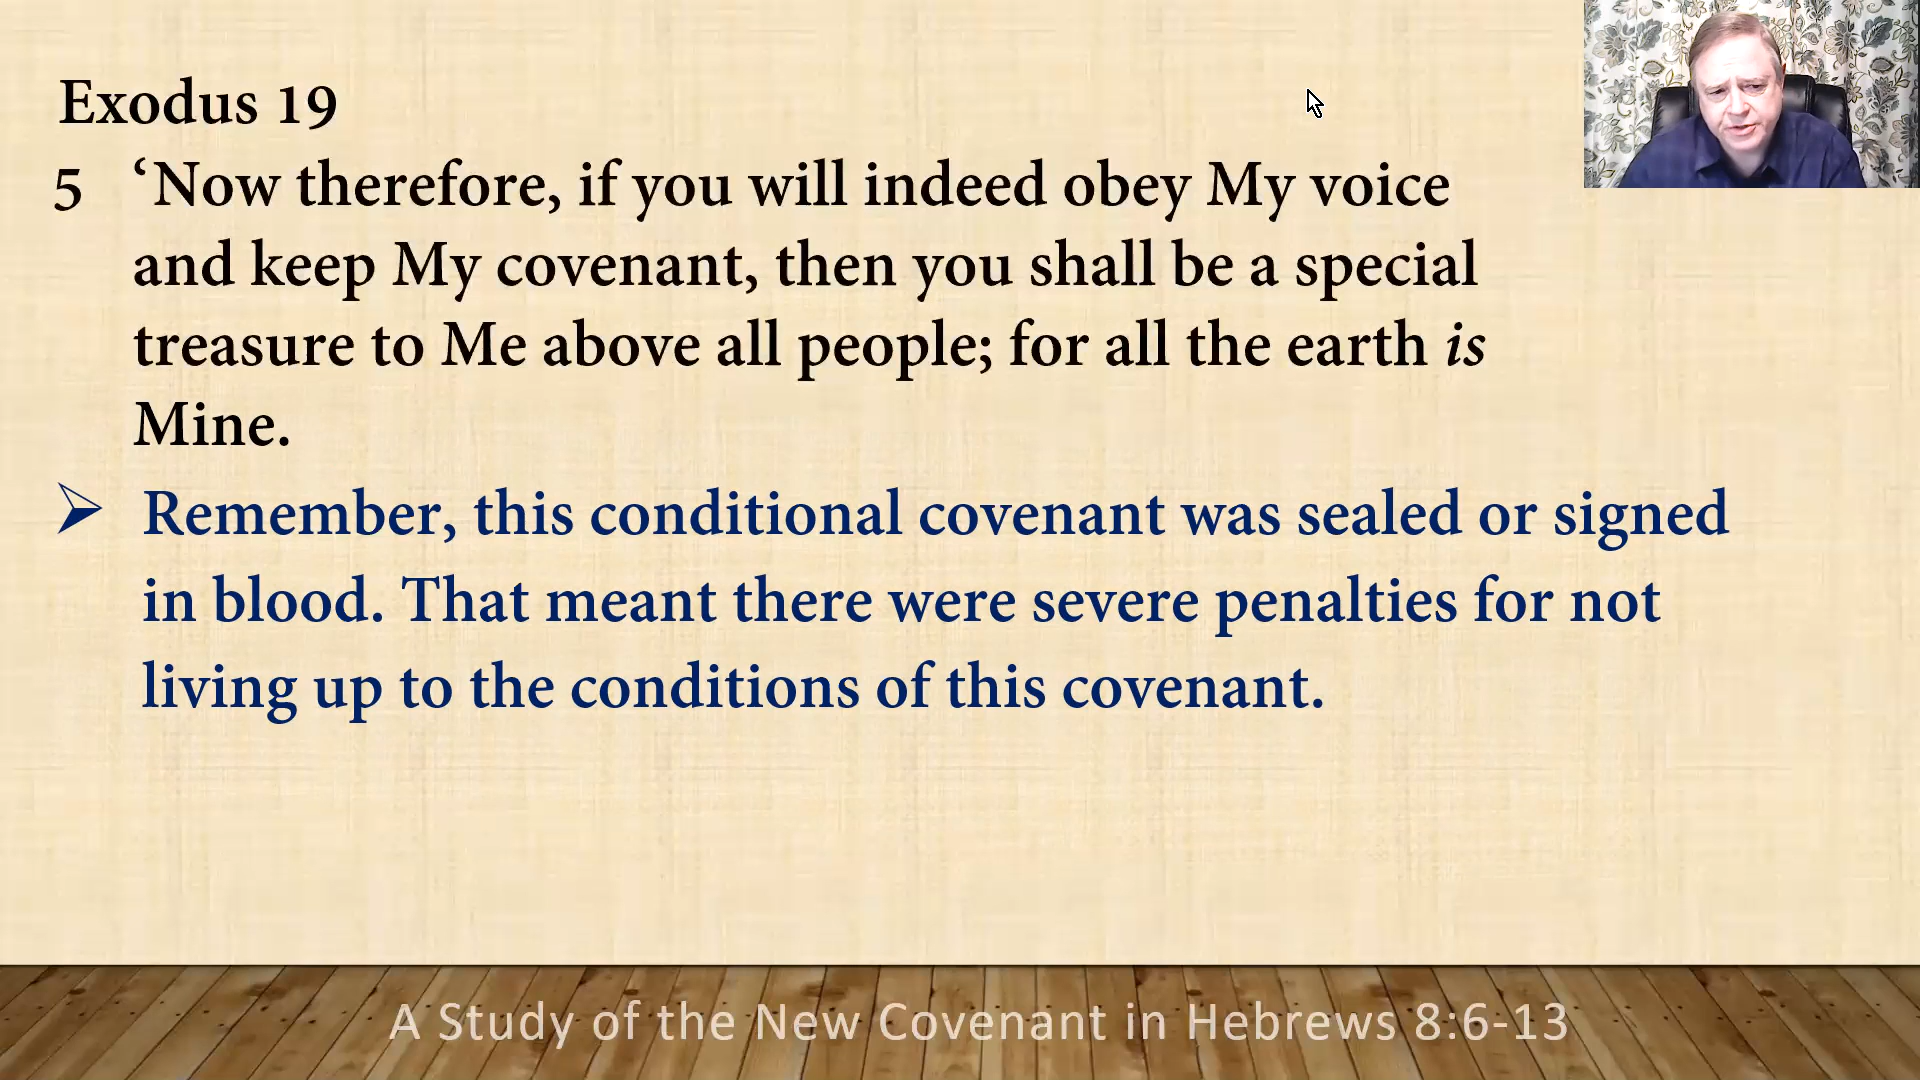 Exodus 19
5 ‘Now therefore, if you will indeed obey My voice
and keep My covenant, then you shall be a special
treasure to Me above all people; for all the earth is
Mine.
➢ Remember, this conditional covenant was sealed or signed
in blood. That meant there were severe penalties for not
living up to the conditions of this covenant.
A Study of the New Covenant in Hebrews 8:6-13